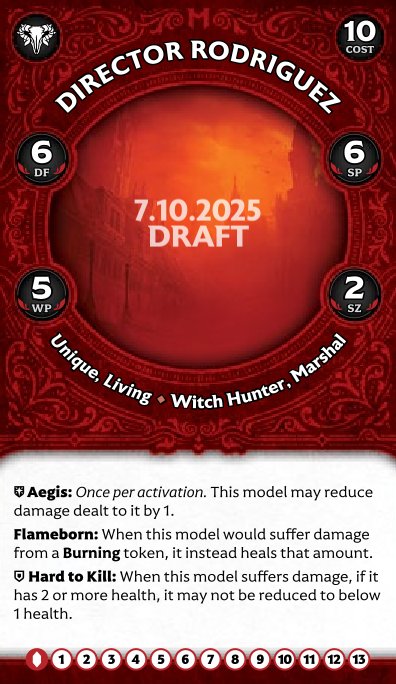 10
COST
DIRECTOR RODRIGUEZ
6
DF
6
SP
7.10.2025
DRAFT
5
WP
2
SZ
Unique, Living ◆ Witch Hunter, Marshal
Aegis: Once per activation. This model may reduce
damage dealt to it by 1.
Flameborn: When this model would suffer damage
from a Burning token, it instead heals that amount.
Hard to Kill: When this model suffers damage, if it
has 2 or more health, it may not be reduced to below
1 health.
1 2 3 4 5 6 7 8 9 10 11 12 13